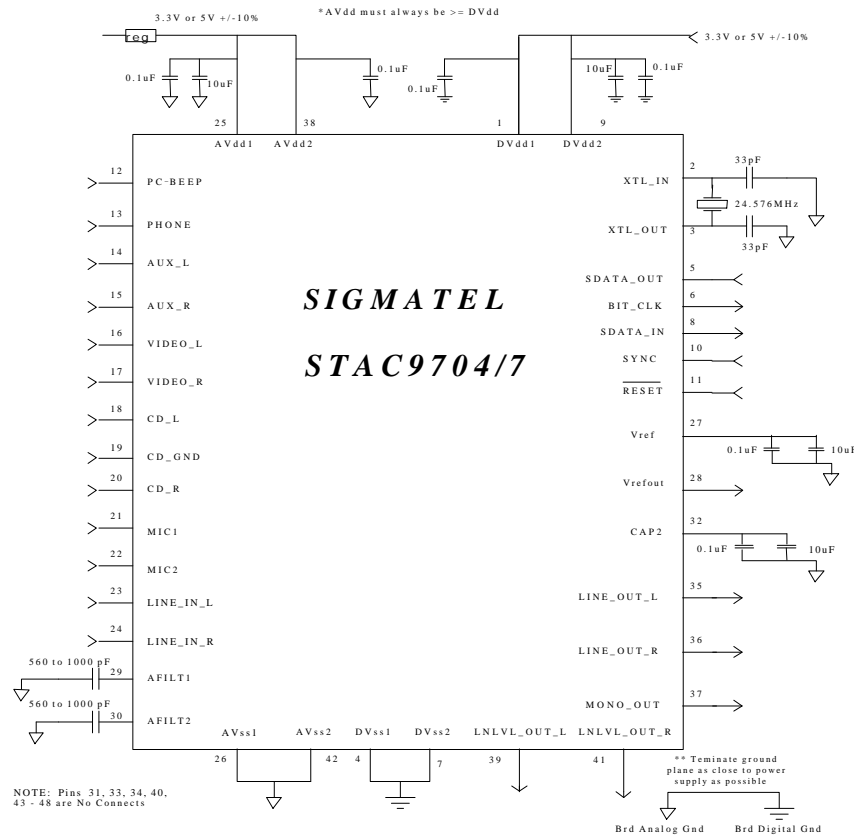 *AVdd must always be >= DVdd
3.3V or 5V +/-10%
reg
3.3V or 5V +/-10%
0.1uF
10uF
0.1uF
0.1uF
10uF
0.1uF
25
38
1
9
AVdd1
AVdd2
DVdd1
DVdd2
12
PC-BEEP
13
PHONE
14
AUX_L
15
AUX_R
16
VIDEO_L
17
VIDEO_R
18
CD_L
19
CD_GND
20
CD_R
21
MIC1
22
MIC2
23
LINE_IN_L
24
LINE_IN_R
560 to 1000 pF
29
AFILT1
560 to 1000 pF
30
AFILT2
SIGMATEL
STAC9704/7
2
XTL_IN
33pF
24.576MHz
XTL_OUT
3
33pF
5
SDATA_OUT
6
BIT_CLK
8
SDATA_IN
10
SYNC
11
RESET
27
Vref
0.1uF
10uF
28
Vrefout
32
CAP2
0.1uF
10uF
35
LINE_OUT_L
36
LINE_OUT_R
37
MONO_OUT
AVss1
AVss2
DVss1
DVss2
LNLVL_OUT_L
LNLVL_OUT_R
26
42
4
7
39
41
NOTE: Pins 31, 33, 34, 40,
43 - 48 are No Connects
** Teminate ground
plane as close to power
supply as possible
Brd Analog Gnd
Brd Digital Gnd